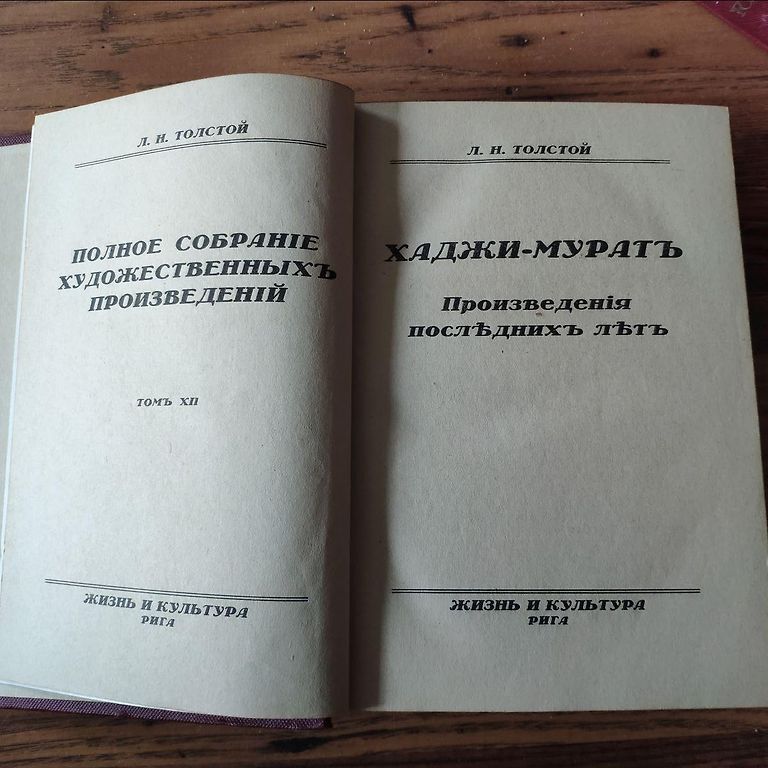 Л. Н. ТОЛСТОЙ
ПОЛНОЕ СОБРАНІЕ
ХУДОЖЕСТВЕННЫХЪ
ПРОИЗВЕДЕНІЙ
ТОМЪ XII
ЖИЗНЬ И КУЛЬТУРА
РИГА
Л. Н. ТОЛСТОЙ
ХАДЖИ-МУРАТЪ
Произведенія
послѣднихъ лѣтъ
ЖИЗНЬ И КУЛЬТУРА
РИГА